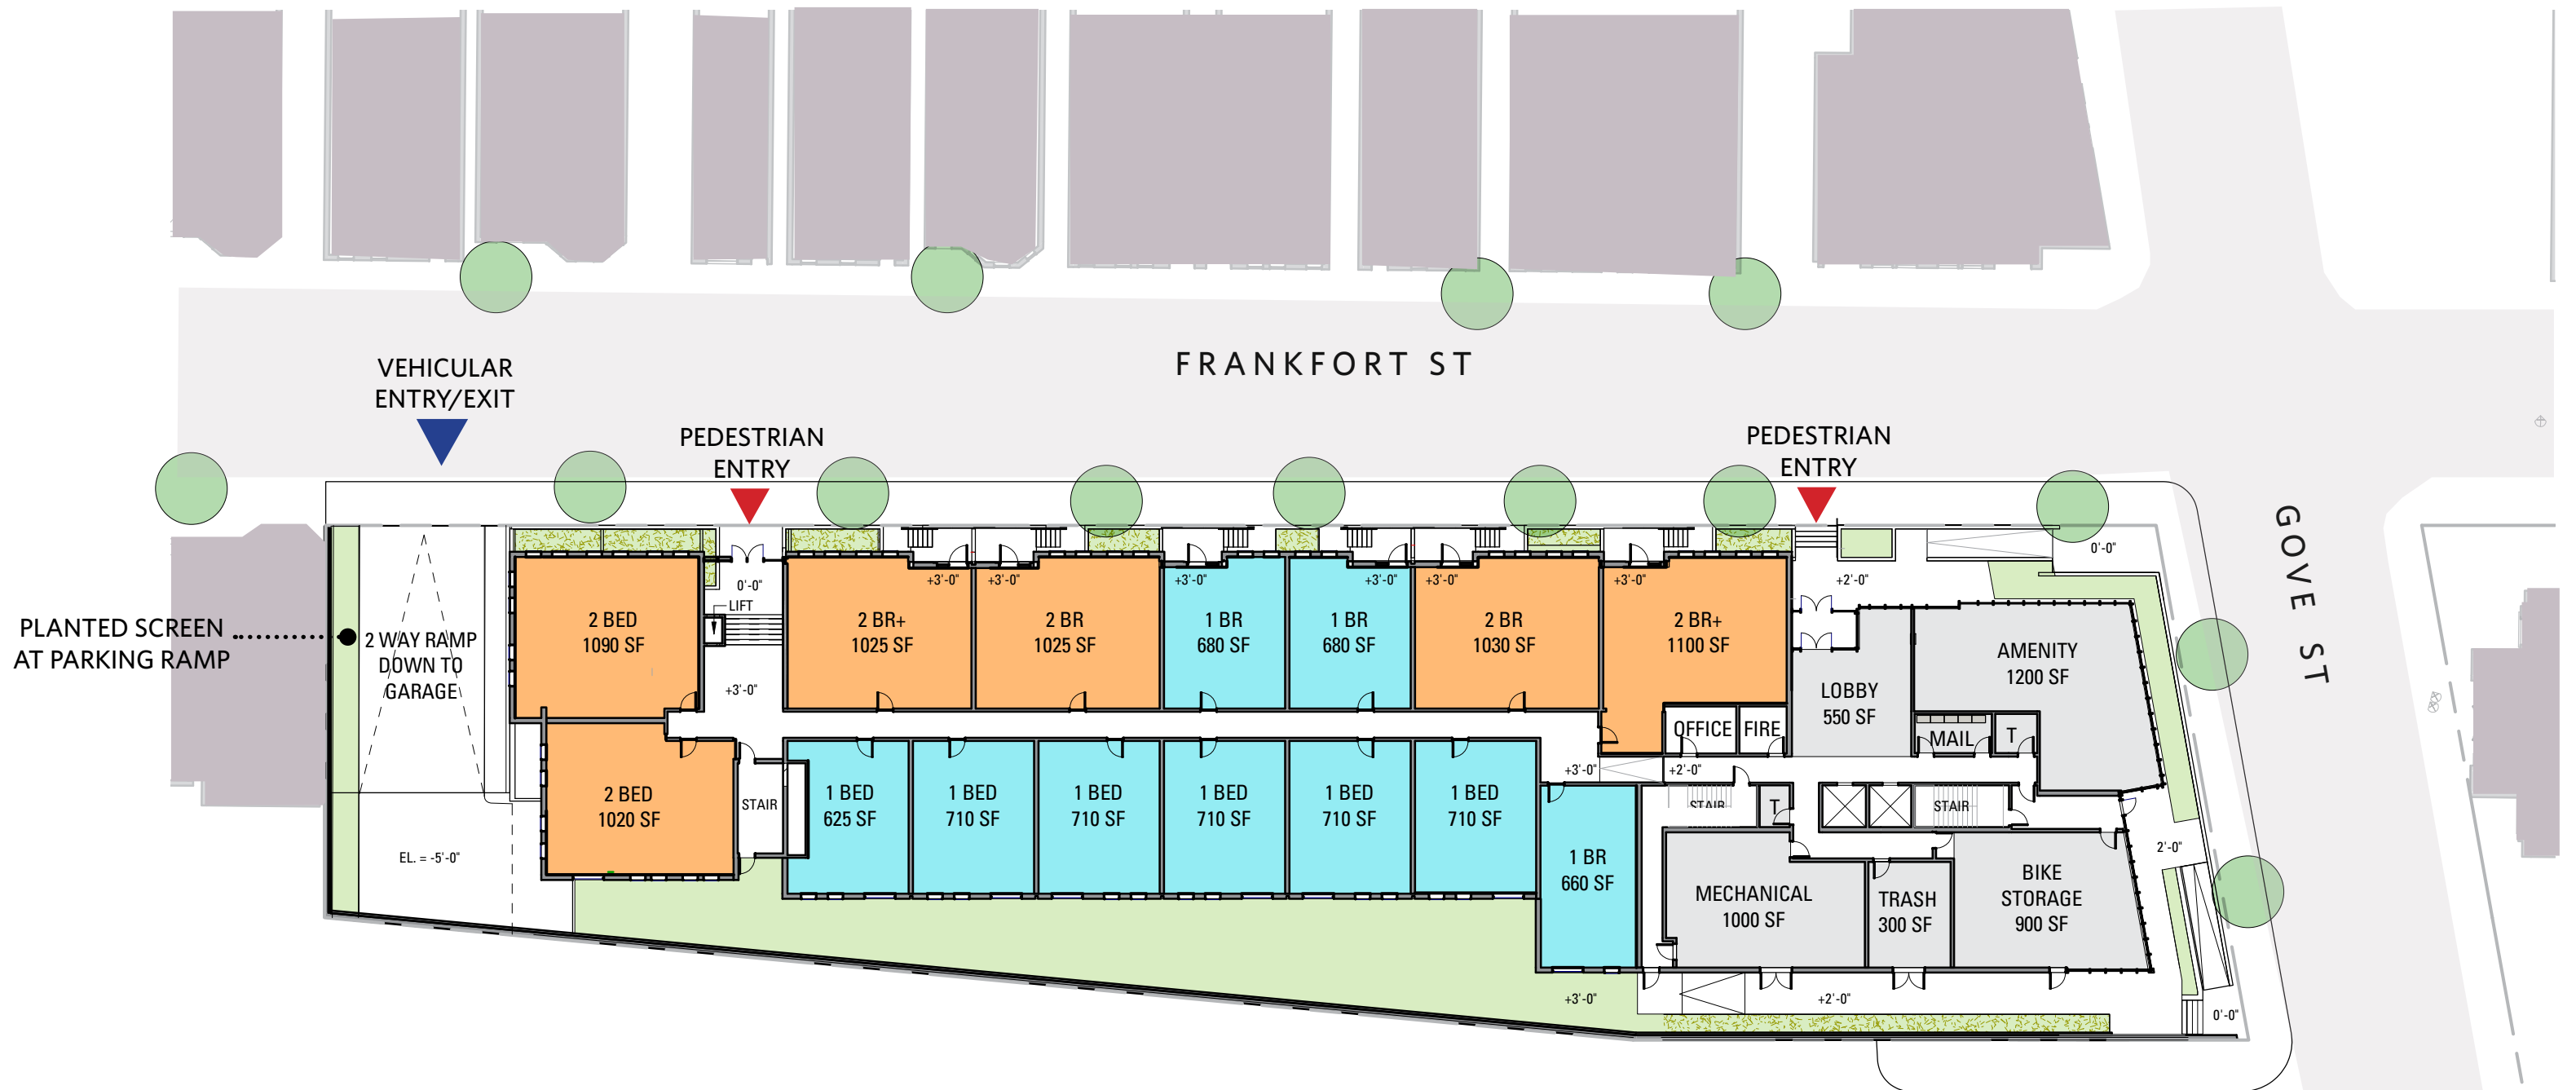 FRANKFORT ST
VEHICULAR
ENTRY/EXIT
PEDESTRIAN
ENTRY
PEDESTRIAN
ENTRY
GOVE ST
PLANTED SCREEN
AT PARKING RAMP
2 WAY RAMP
DOWN TO
GARAGE
EL. = -5'-0"
2 BED
1090 SF
0'-0"
LIFT
+3'-0"
2 BR+
1025 SF
+3'-0"
+3'-0"
2 BR
1025 SF
+3'-0"
1 BR
680 SF
+3'-0"
1 BR
680 SF
+3'-0"
2 BR
1030 SF
+3'-0"
2 BR+
1100 SF
+2'-0"
0'-0"
LOBBY
550 SF
AMENITY
1200 SF
OFFICE
FIRE
MAIL
T
2 BED
1020 SF
STAIR
1 BED
625 SF
1 BED
710 SF
1 BED
710 SF
1 BED
710 SF
1 BED
710 SF
1 BED
710 SF
+3'-0"
+2'-0"
1 BR
660 SF
STAIR
T
STAIR
MECHANICAL
1000 SF
TRASH
300 SF
BIKE
STORAGE
900 SF
2'-0"
+3'-0"
+2'-0"
0'-0"